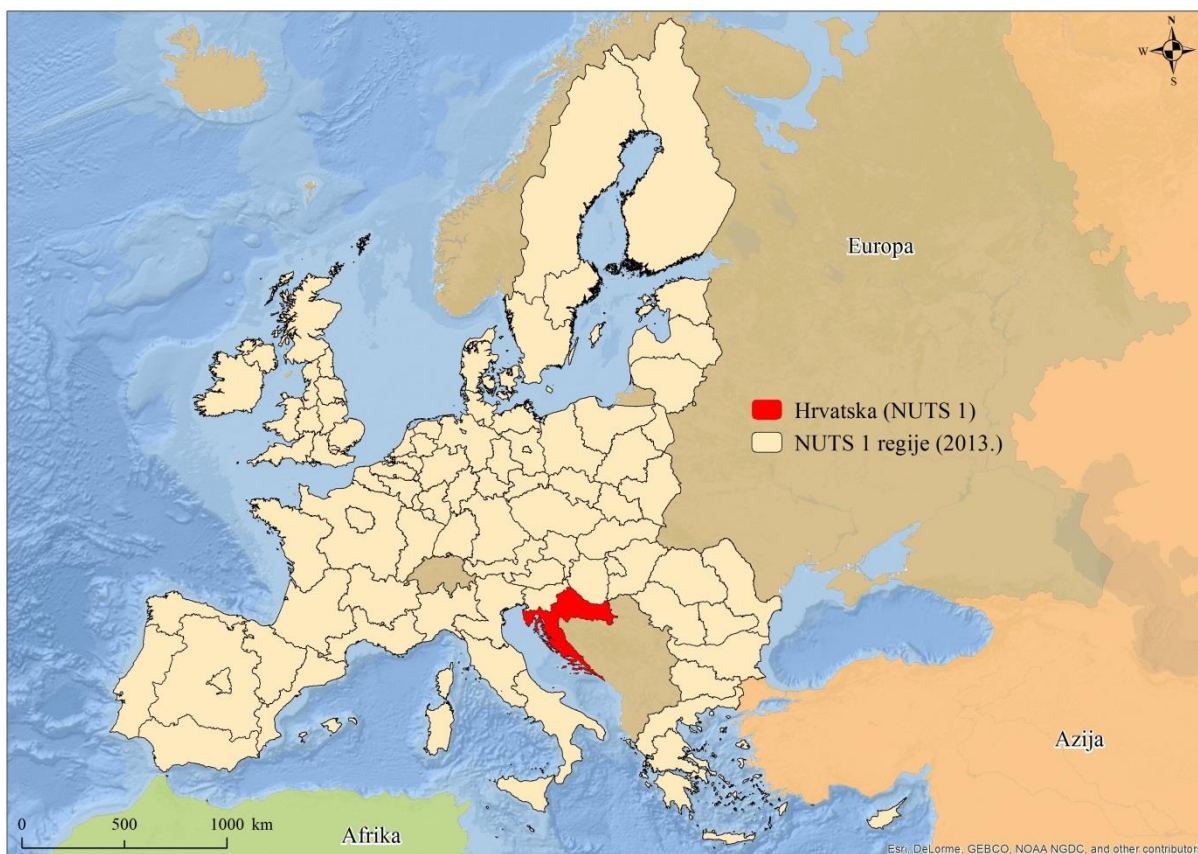 N
W
S
Europa
Hrvatska (NUTS 1)
NUTS 1 regije (2013.)
Azija
0 500 1000 km
Afrika
Esri, DeLorme, GEBCO, NOAA NGDC, and other contributors